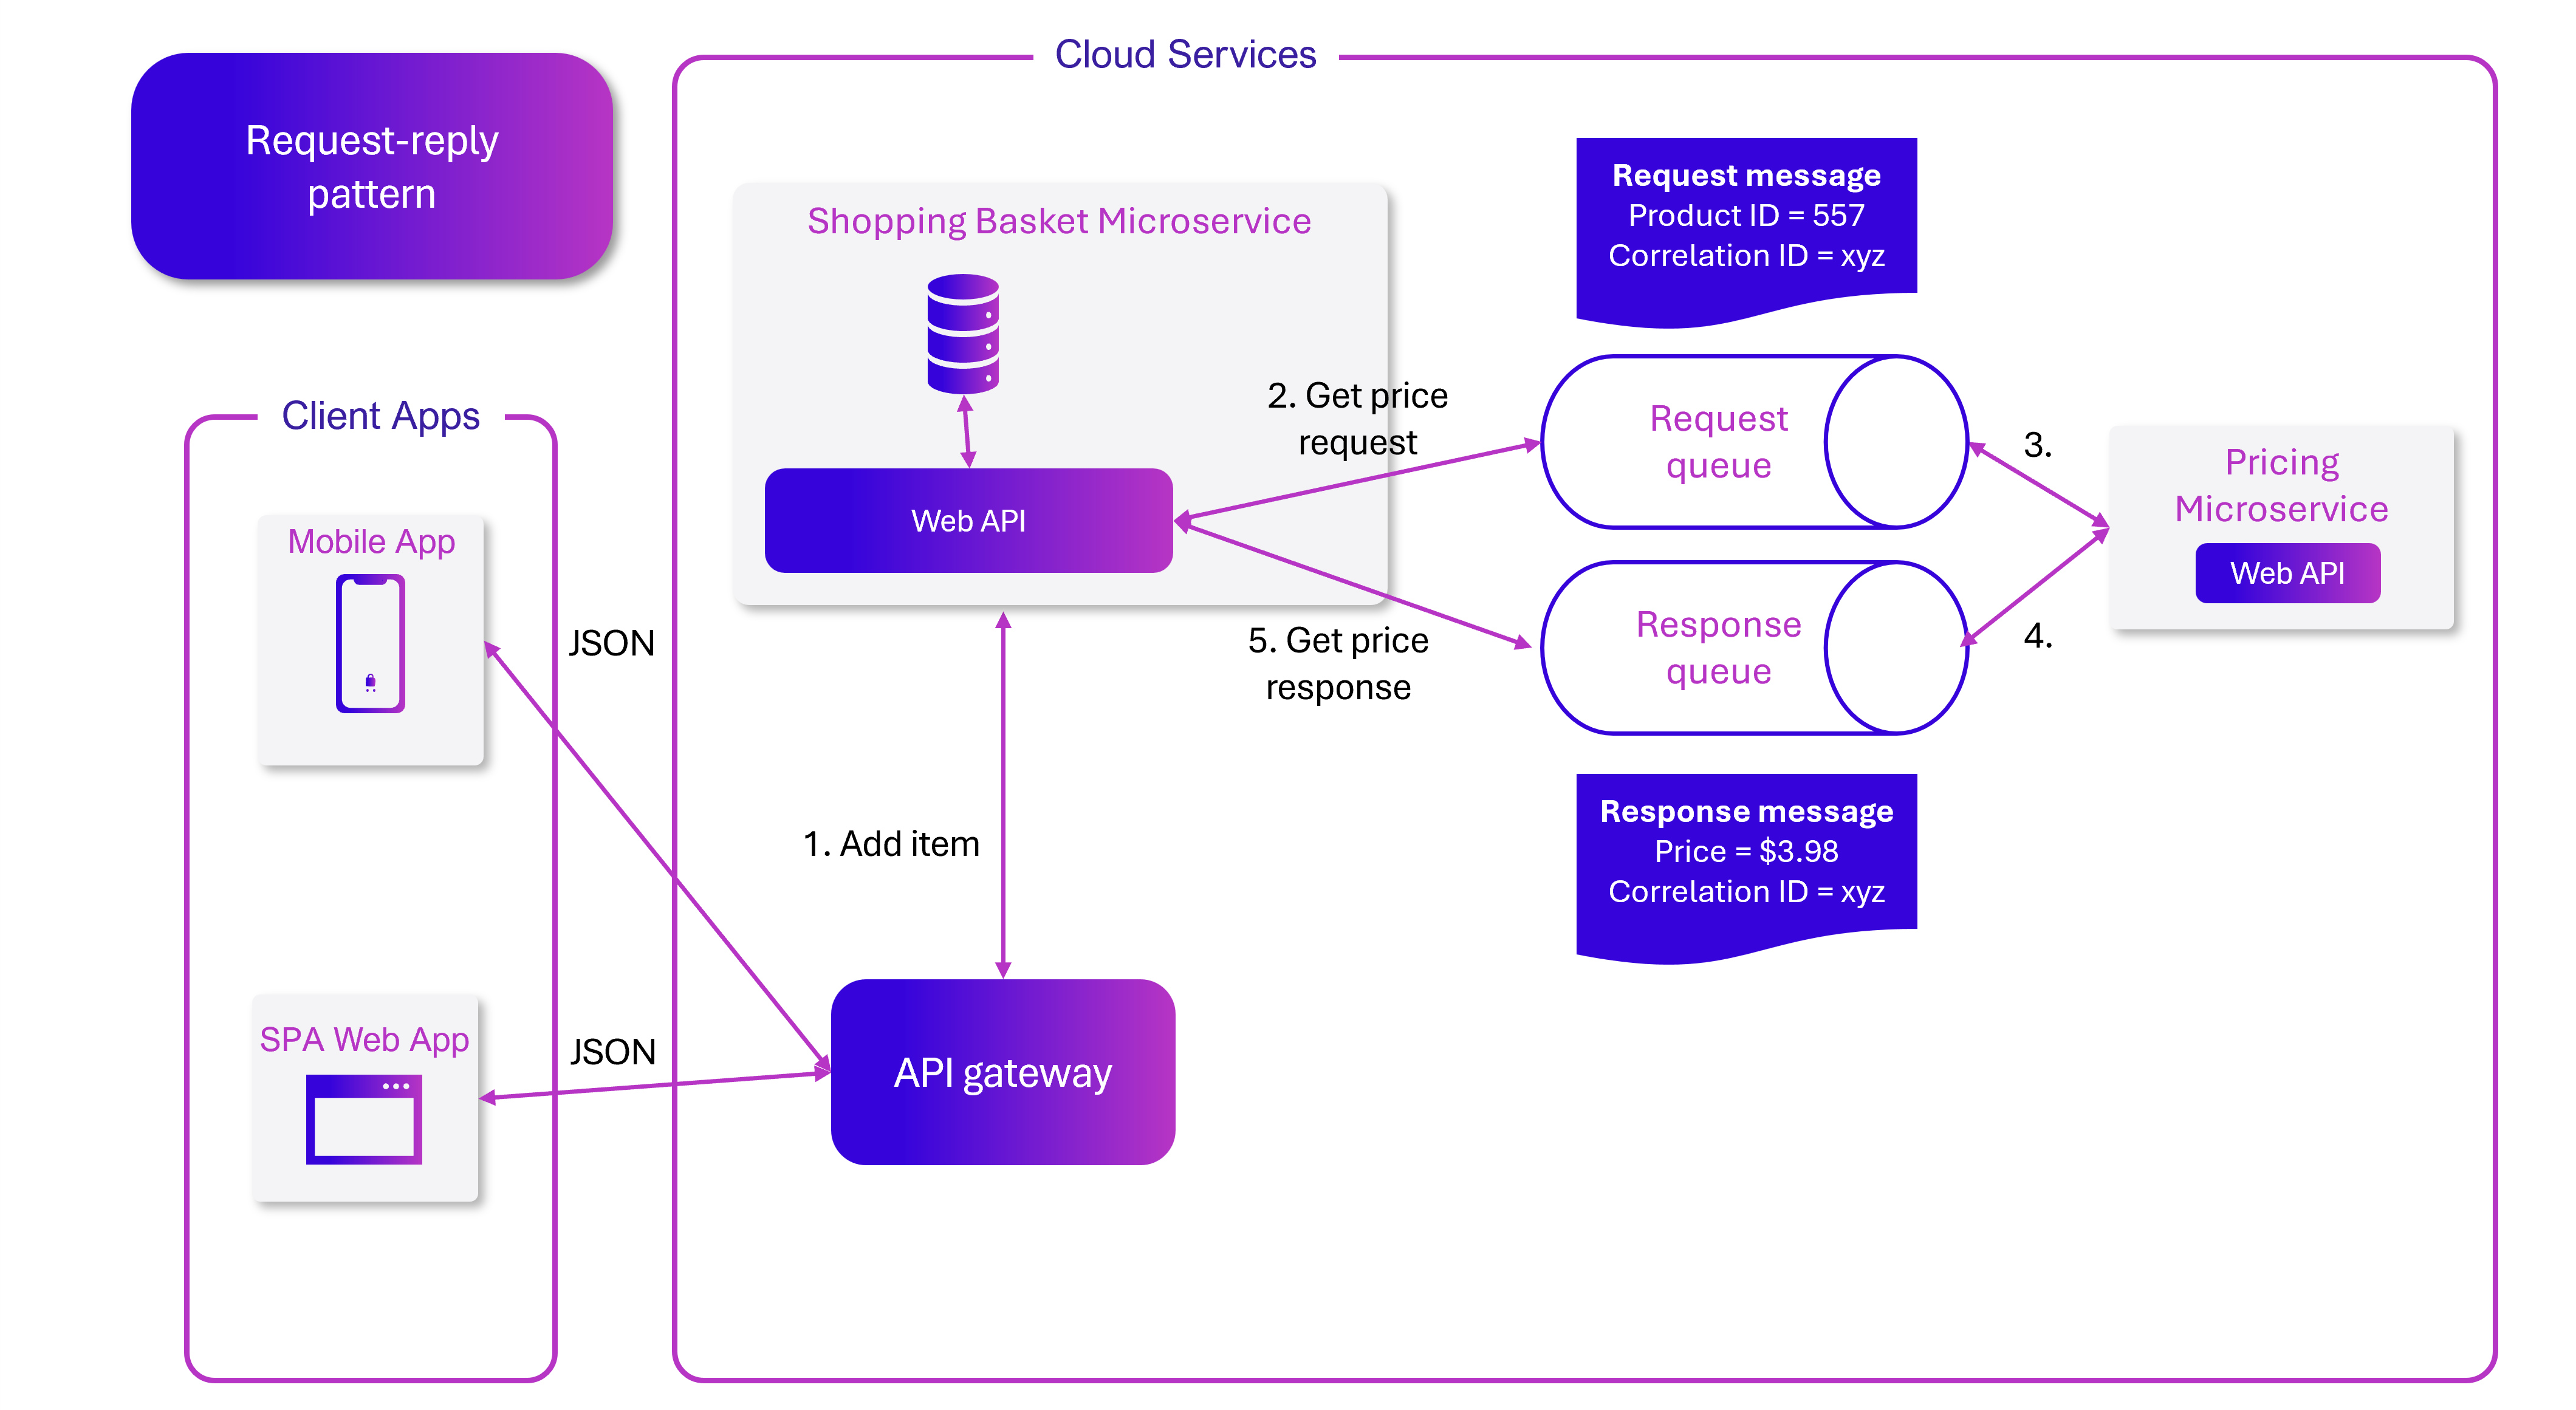 Request-reply
pattern
Cloud Services
Shopping Basket Microservice
Web API
2. Get price
request
5. Get price
response
Request message
Product ID = 557
Correlation ID = xyz
Request
queue
Response
queue
Response message
Price = $3.98
Correlation ID = xyz
3.
4.
Pricing
Microservice
Web API
Client Apps
Mobile App
JSON
SPA Web App
JSON
1. Add item
API gateway